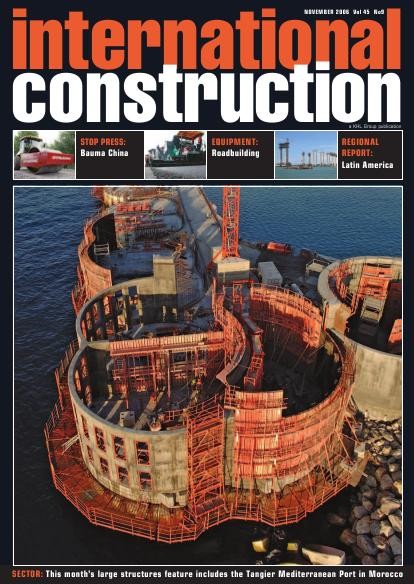 NOVEMBER 2006 Vol 45 No9
international
construction
a KHL Group publication
STOP PRESS:
Bauma China
EQUIPMENT:
Roadbuilding
REGIONAL
REPORT:
Latin America
SECTOR: This month's large structures feature includes the Tangier Mediterranean Port in Morocco